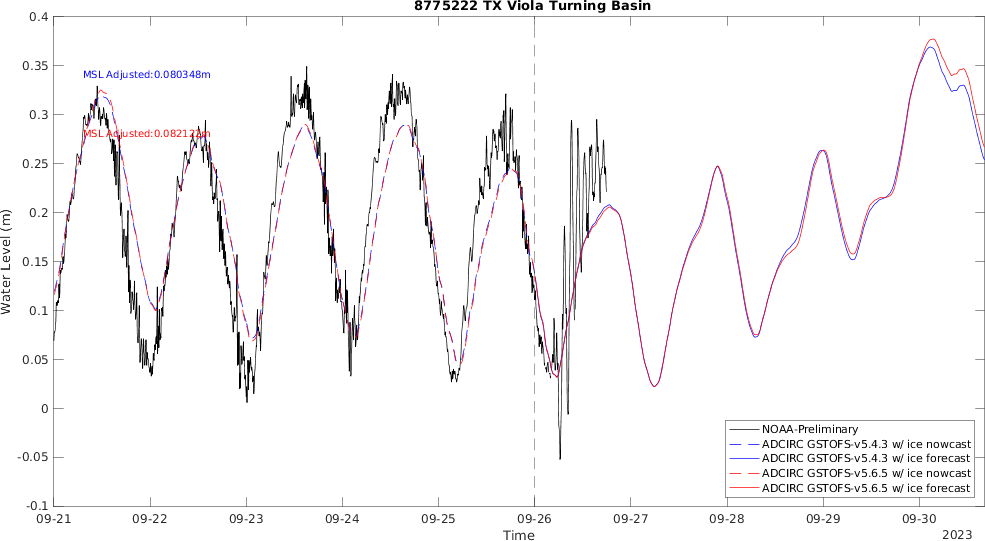 8775222 TX Viola Turning Basin
0.4
0.35
0.3
0.25
0.2
0.15
0.1
0.05
0
-0.05
-0.1
Water Level (m)
MSL Adjusted:0.080348m
MSL Adjusted:0.082122m
NOAA-Preliminary
ADCIRC GSTOFS-v5.4.3 w/ ice nowcast
ADCIRC GSTOFS-v5.4.3 w/ ice forecast
ADCIRC GSTOFS-v5.6.5 w/ ice nowcast
ADCIRC GSTOFS-v5.6.5 w/ ice forecast
09-21 09-22 09-23 09-24 09-25 09-26 09-27 09-28 09-29 09-30
Time
2023